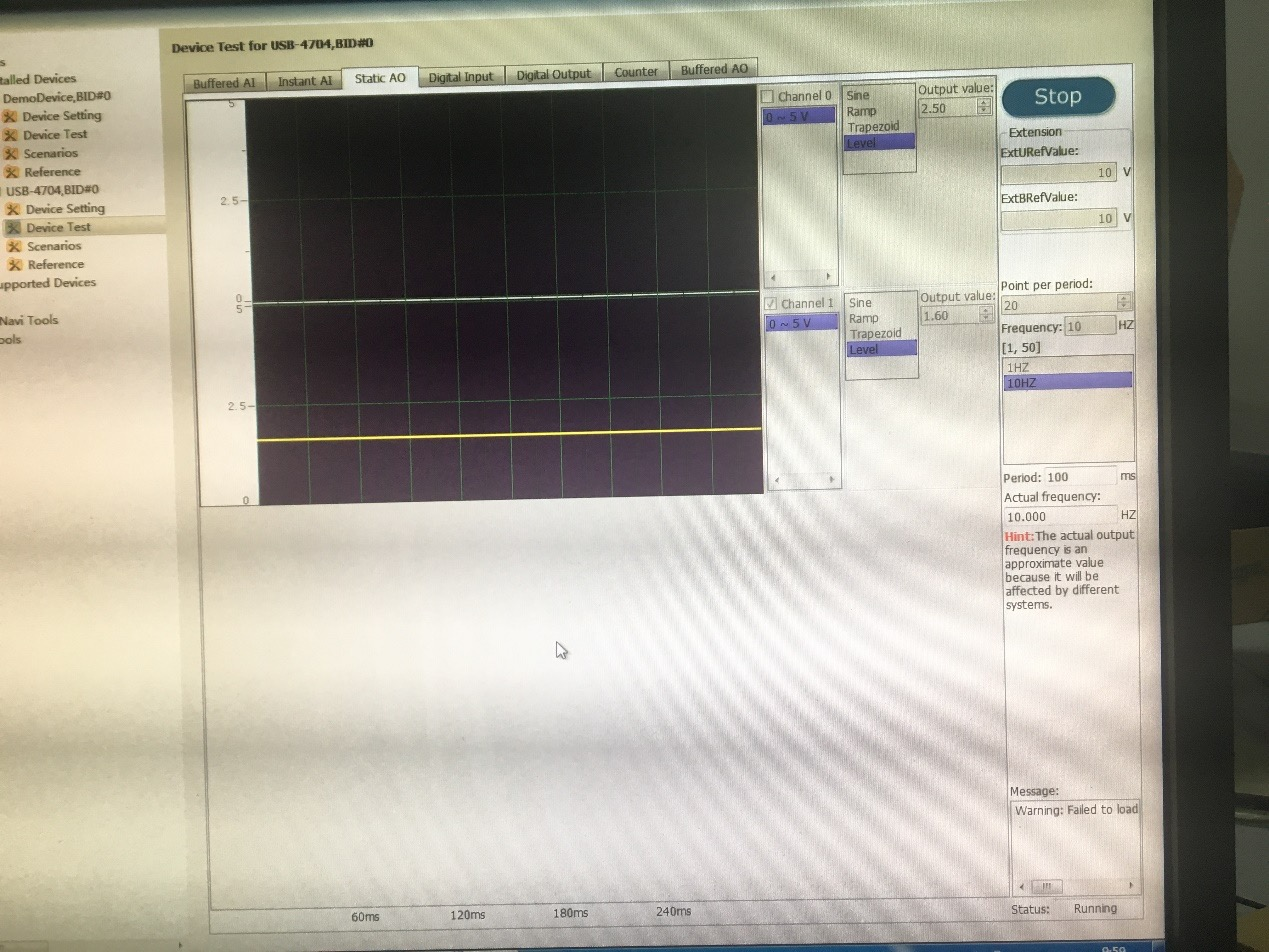 Device Test for USB-4704,BID#0
s
talled Devices
DemoDevice,BID#0
Device Setting
Device Test
Scenarios
Reference
USB-4704,BID#0
Device Setting
Device Test
Scenarios
Reference
upported Devices
Navi Tools
ools
Buffered AI
Instant AI
Static AO
Digital Input
Digital Output
Counter
Buffered AO
5
2.5
0
5
2.5
0
Channel 0
0 ~ 5 V
Sine
Ramp
Trapezoid
Level
Output value:
2.50
Channel 1
0 ~ 5 V
Sine
Ramp
Trapezoid
Level
Output value:
1.60
Stop
Extension
ExtURefValue:
10 V
ExtBRefValue:
10 V
Point per period:
20
Frequency: 10 HZ
[1, 50]
1HZ
10HZ
Period: 100 ms
Actual frequency:
10.000 HZ
Hint:The actual output
frequency is an
approximate value
because it will be
affected by different
systems.
Message:
Warning: Failed to load
Status: Running
60ms 120ms 180ms 240ms